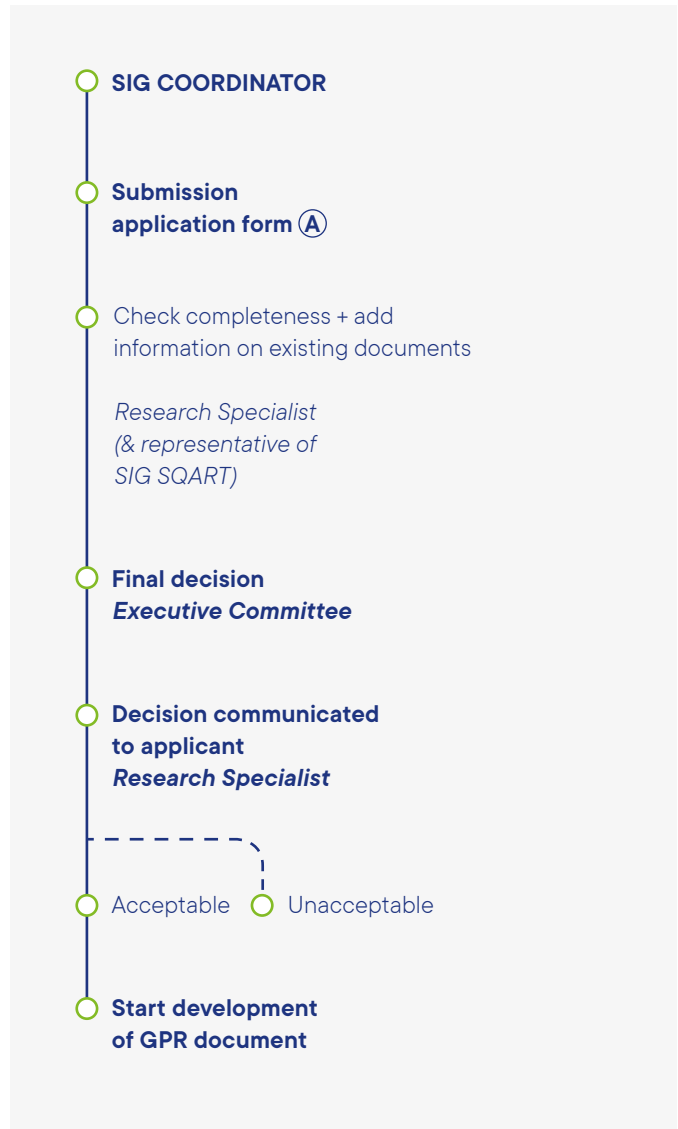 SIG COORDINATOR
Submission
application form Ⓐ
Check completeness + add
information on existing documents
Research Specialist
(& representative of
SIG SQART)
Final decision
Executive Committee
Decision communicated
to applicant
Research Specialist
Acceptable
Unacceptable
Start development
of GPR document